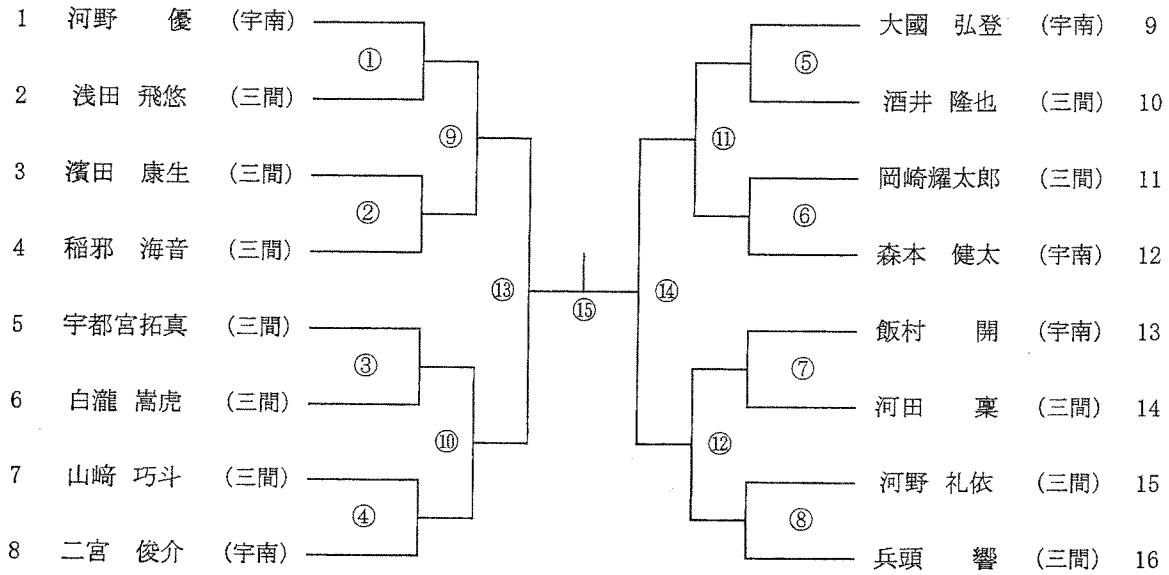 1 河野 優 (宇南)
2 浅田 飛悠 (三間)
3 濱田 康生 (三間)
4 稲邪 海音 (三間)
5 宇都宮拓真 (三間)
6 白瀧 嵩虎 (三間)
7 山﨑 巧斗 (三間)
8 二宮 俊介 (宇南)
①
②
③
④
⑨
⑩
⑬
⑮
⑭
⑪
⑫
⑤
⑥
⑦
⑧
大國 弘登 (宇南) 9
酒井 隆也 (三間) 10
岡崎耀太郎 (三間) 11
森本 健太 (宇南) 12
飯村 開 (宇南) 13
河田 稟 (三間) 14
河野 礼依 (三間) 15
兵頭 響 (三間) 16